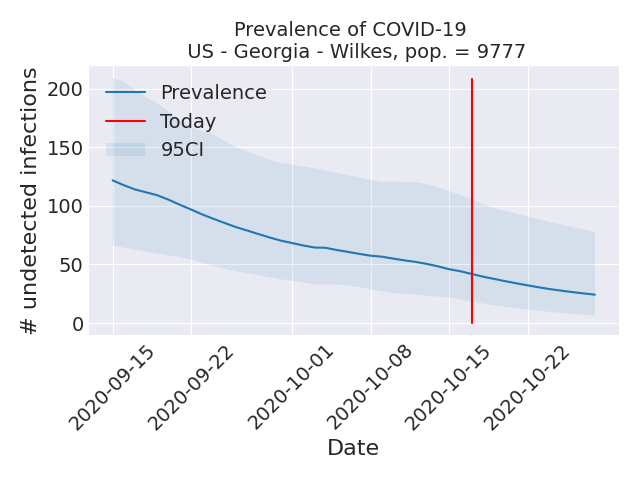 Prevalence of COVID-19
US - Georgia - Wilkes, pop. = 9777
# undetected infections
200
150
100
50
0
Prevalence
Today
95CI
2020-09-15
2020-09-22
2020-10-01
2020-10-08
2020-10-15
2020-10-22
Date